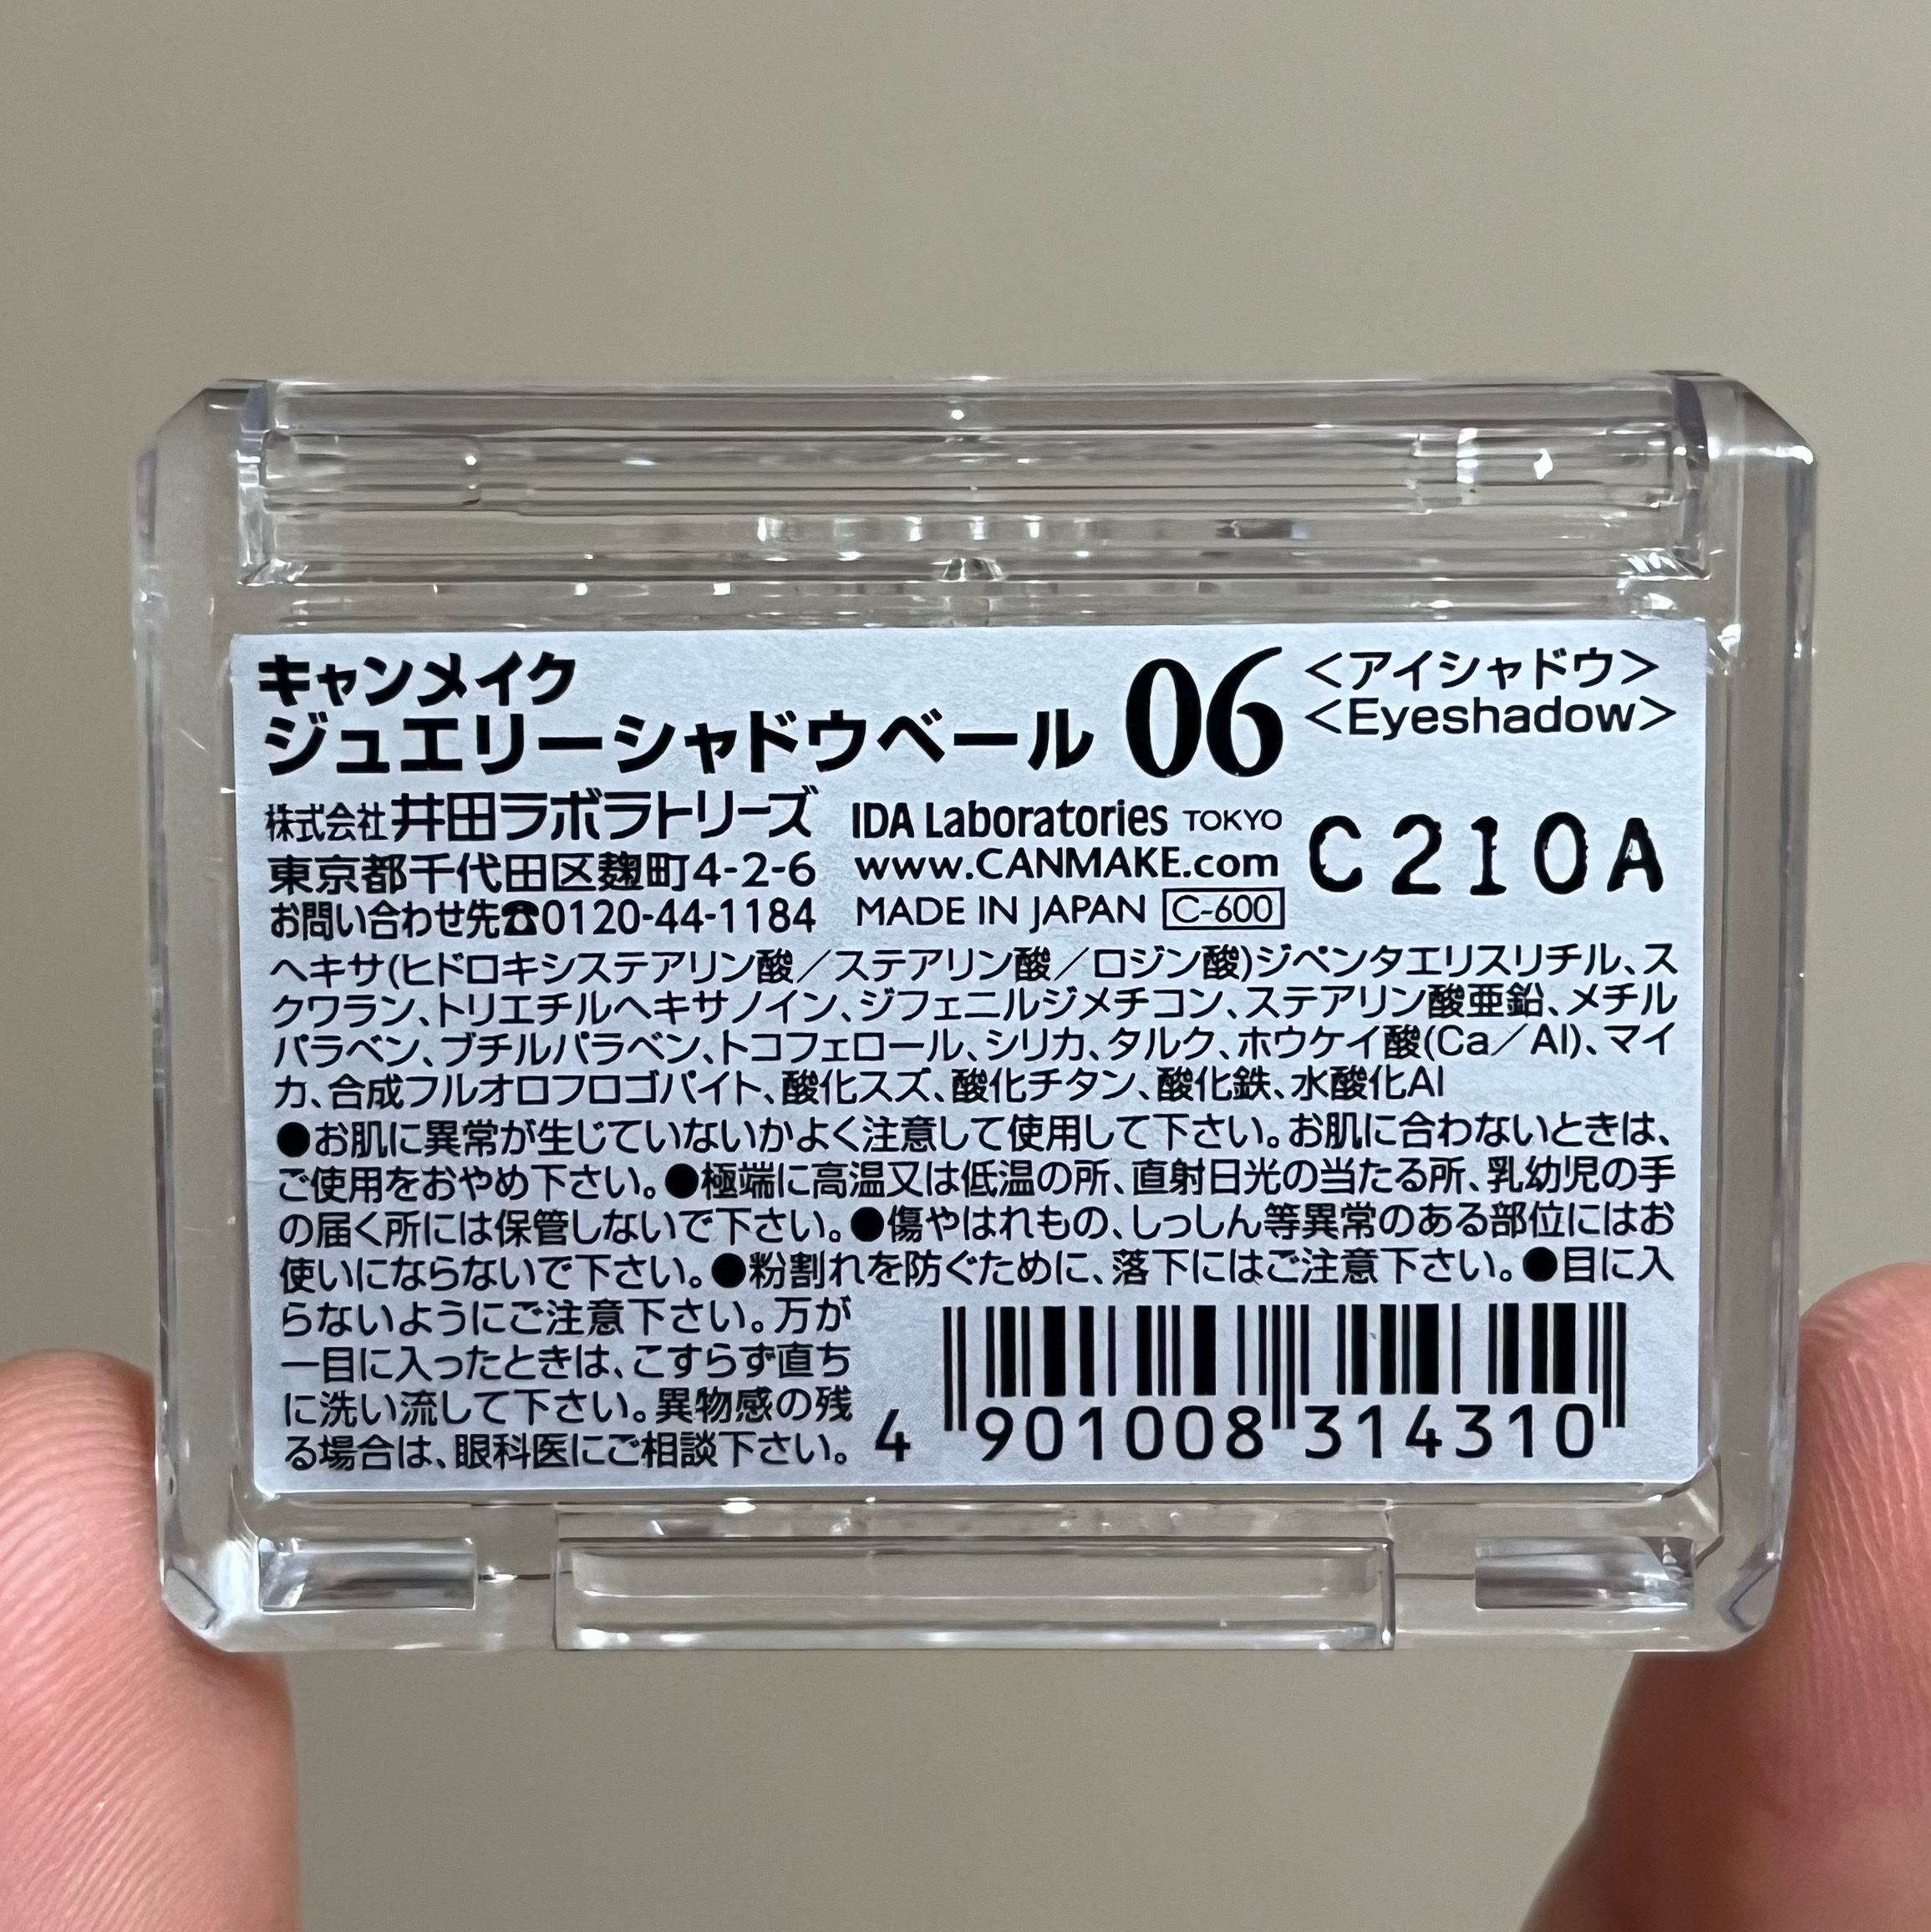 キャンメイク
ジュエリーシャドウベール 06
<アイシャドウ>
<Eyeshadow>
株式会社井田ラボラトリーズ
東京都千代田区麹町4-2-6
お問い合わせ先☎0120-44-1184
IDA Laboratories TOKYO
www.CANMAKE.com
MADE IN JAPAN C-600
C210A
ヘキサ(ヒドロキシステアリン酸/ステアリン酸/ロジン酸)ジペンタエリスリチル、ス
クワラン、トリエチルヘキサノイン、ジフェニルジメチコン、ステアリン酸亜鉛、メチル
パラベン、ブチルパラベン、トコフェロール、シリカ、タルク、ホウケイ酸(Ca/Al)、マイ
カ、合成フルオロフロゴパイト、酸化スズ、酸化チタン、酸化鉄、水酸化Al
●お肌に異常が生じていないかよく注意して使用して下さい。お肌に合わないときは、
ご使用をおやめ下さい。●極端に高温又は低温の所、直射日光の当たる所、乳幼児の手
の届く所には保管しないで下さい。●傷やはれもの、しっしん等異常のある部位にはお
使いにならないで下さい。●粉割れを防ぐために、落下にはご注意下さい。●目に入
らないようにご注意下さい。万が
一目に入ったときは、こすらず直ち
に洗い流して下さい。異物感の残
る場合は、眼科医にご相談下さい。
4 901008 314310